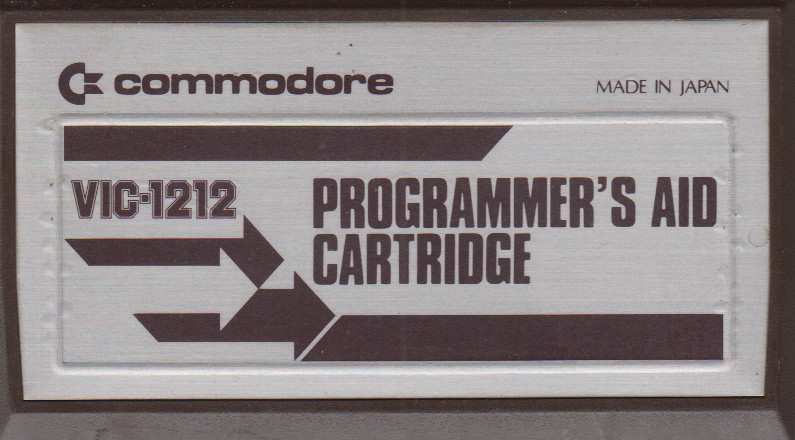 commodore
MADE IN JAPAN
VIC-1212
PROGRAMMER'S AID
CARTRIDGE